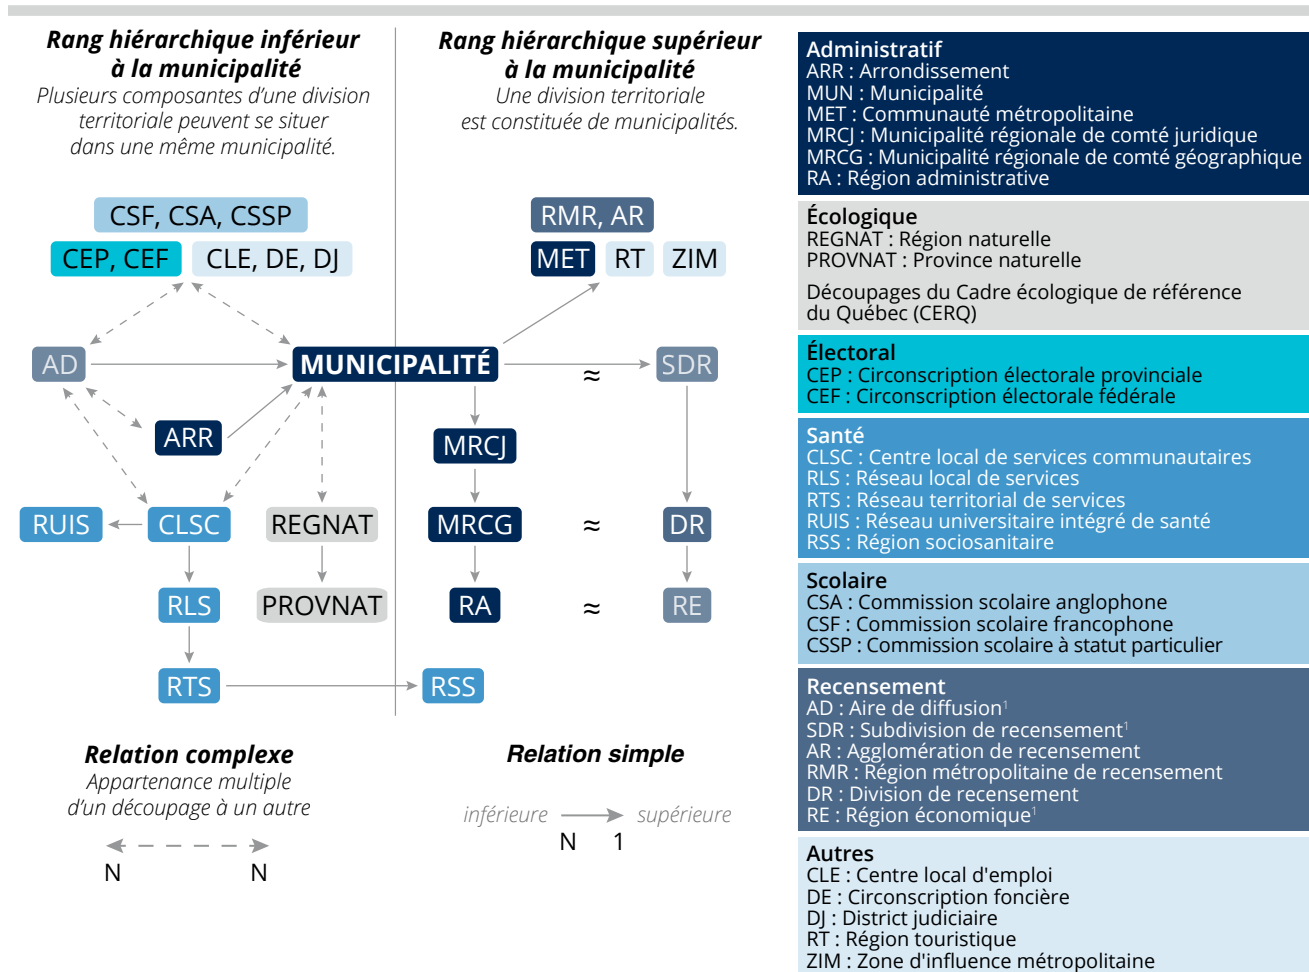 Rang hiérarchique inférieur
à la municipalité
Plusieurs composantes d'une division
territoriale peuvent se situer
dans une même municipalité.
Rang hiérarchique supérieur
à la municipalité
Une division territoriale
est constituée de municipalités.
CSF, CSA, CSSP
CEP, CEF
CLE, DE, DJ
RMR, AR
MET
RT
ZIM
AD
MUNICIPALITÉ
≈
SDR
ARR
MRCJ
RUIS
CLSC
REGNAT
MRCG
≈
DR
RLS
PROVNAT
RA
≈
RE
RTS
RSS
Relation complexe
Appartenance multiple
d'un découpage à un autre
N
N
Relation simple
inférieure
supérieure
N
1
Administratif
ARR : Arrondissement
MUN : Municipalité
MET : Communauté métropolitaine
MRCJ : Municipalité régionale de comté juridique
MRCG : Municipalité régionale de comté géographique
RA : Région administrative
Écologique
REGNAT : Région naturelle
PROVNAT : Province naturelle
Découpages du Cadre écologique de référence
du Québec (CERQ)
Électoral
CEP : Circonscription électorale provinciale
CEF : Circonscription électorale fédérale
Santé
CLSC : Centre local de services communautaires
RLS : Réseau local de services
RTS : Réseau territorial de services
RUIS : Réseau universitaire intégré de santé
RSS : Région sociosanitaire
Scolaire
CSA : Commission scolaire anglophone
CSF : Commission scolaire francophone
CSSP : Commission scolaire à statut particulier
Recensement
AD : Aire de diffusion¹
SDR : Subdivision de recensement¹
AR : Agglomération de recensement
RMR : Région métropolitaine de recensement
DR : Division de recensement
RE : Région économique¹
Autres
CLE : Centre local d'emploi
DE : Circonscription foncière
DJ : District judiciaire
RT : Région touristique
ZIM : Zone d'influence métropolitaine